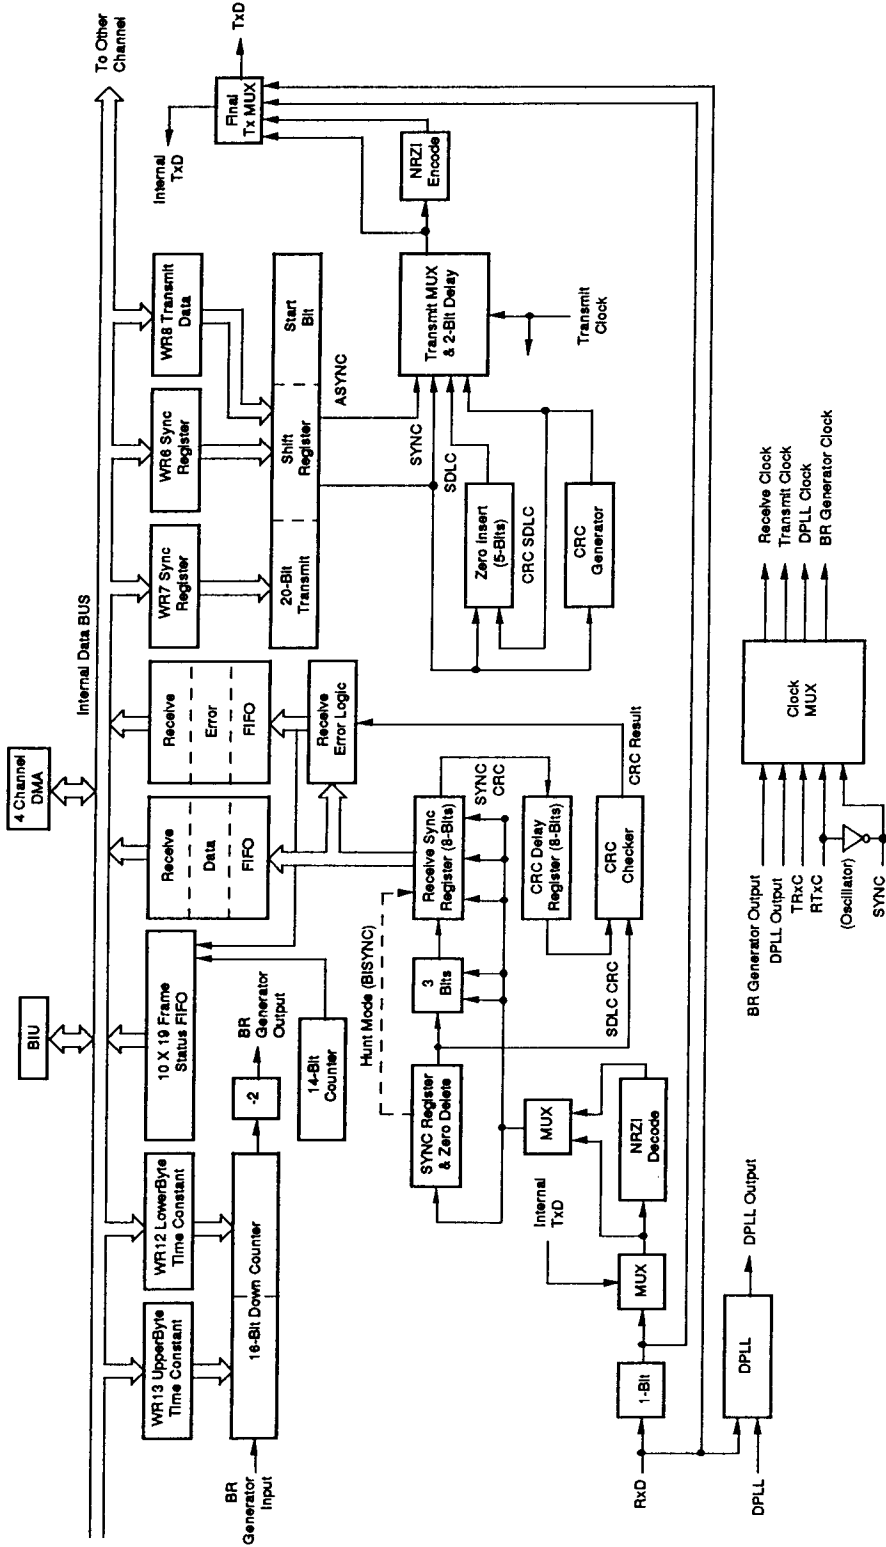 To Other
Channel
Internal Data BUS
4 Channel
DMA
BIU
WR8 Transmit
Data
WR6 Sync
Register
WR7 Sync
Register
Receive
Error
FIFO
Receive
Data
FIFO
10 X 19 Frame
Status FIFO
WR12 LowerByte
Time Constant
WR13 UpperByte
Time Constant
20-Bit
Transmit
Shift
Register
Start
Bit
Receive
Error Logic
14-Bit
Counter
BR
Generator
Output
-2
16-Bit Down Counter
BR
Generator
Input
Internal
TxD
Final
Tx MUX
TxD
NRZI
Encode
Transmit MUX
& 2-Bit Delay
Transmit
Clock
ASYNC
SYNC
SDLC
Zero Insert
(5-Bits)
CRC SDLC
CRC
Generator
Hunt Mode (BISYNC)
Receive Sync
Register (8-Bits)
SYNC
CRC
CRC Delay
Register (8-Bits)
CRC
Checker
CRC Result
3
Bits
SDLC CRC
SYNC Register
& Zero Delete
MUX
NRZI
Decode
Internal
TxD
MUX
1-Bit
RxD
DPLL
DPLL
DPLL Output
BR Generator Output
DPLL Output
TRxC
RTxC
(Oscillator)
SYNC
Clock
MUX
Receive Clock
Transmit Clock
DPLL Clock
BR Generator Clock